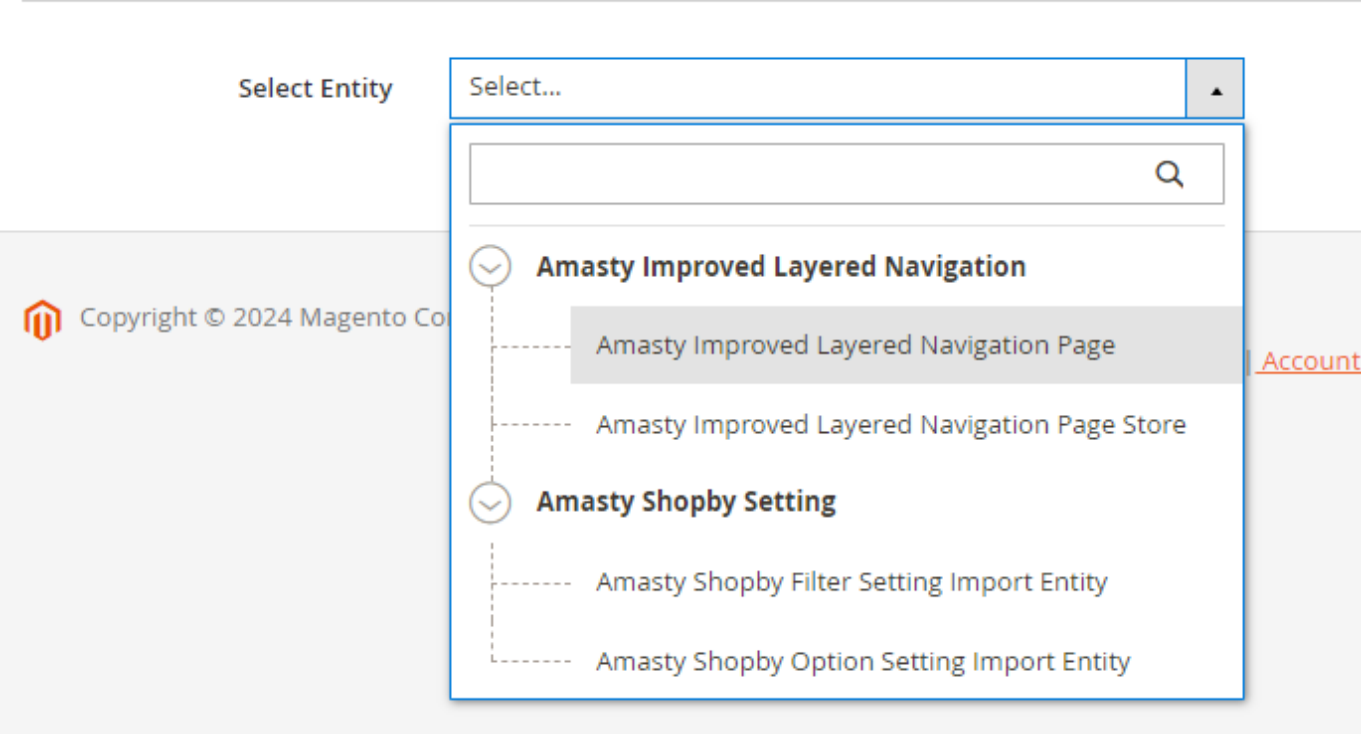 Select Entity
Select...
Amasty Improved Layered Navigation
Amasty Improved Layered Navigation Page
Amasty Improved Layered Navigation Page Store
Amasty Shopby Setting
Amasty Shopby Filter Setting Import Entity
Amasty Shopby Option Setting Import Entity
Copyright © 2024 Magento Co
| Account